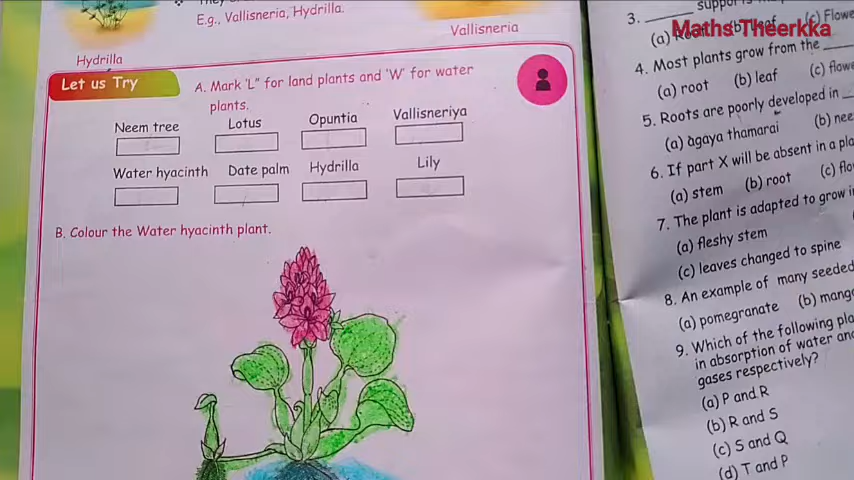 E.g., Vallisneria, Hydrilla.
Vallisneria
Hydrilla
Let us Try
A. Mark 'L" for land plants and 'W' for water
plants.
Neem tree Lotus Opuntia Vallisneriya
Water hyacinth Date palm Hydrilla Lily
B. Colour the Water hyacinth plant.
Maths Theerkka
3.
(a) (b) leaf (c) Flowe
4. Most plants grow from the
(a) root (b) leaf (c) flowe
5. Roots are poorly developed in
(a) agaya thamarai (b) nee
6. If part X will be absent in a pla
(a) stem (b) root (c) flo
7. The plant is adapted to grow i
(a) fleshy stem
(c) leaves changed to spine
8. An example of many seeded
(a) pomegranate (b) mang
9. Which of the following pla
in absorption of water an
gases respectively?
(a) P and R
(b) R and S
(c) S and Q
(d) T and P